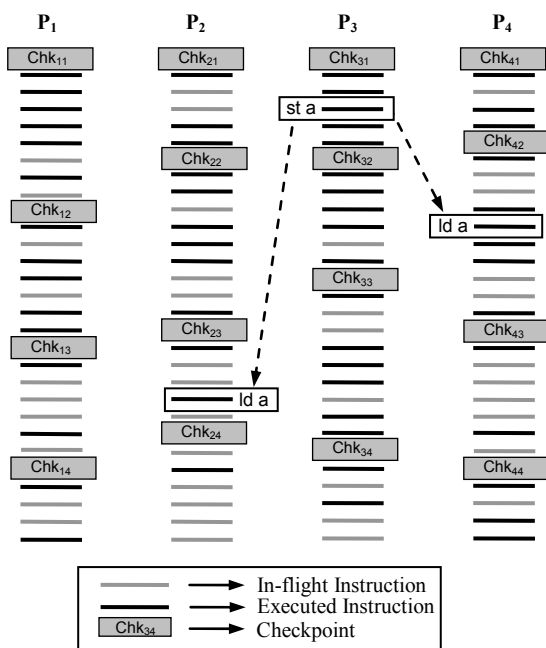 P1 P2 P3 P4
Chk11 Chk21 Chk31 Chk41
st a
Chk42
Chk22 Chk32
Chk12
ld a
Chk33
Chk23 Chk43
Chk13
ld a
Chk24
Chk34
Chk14 Chk44
In-flight Instruction
Executed Instruction
Chk34 Checkpoint